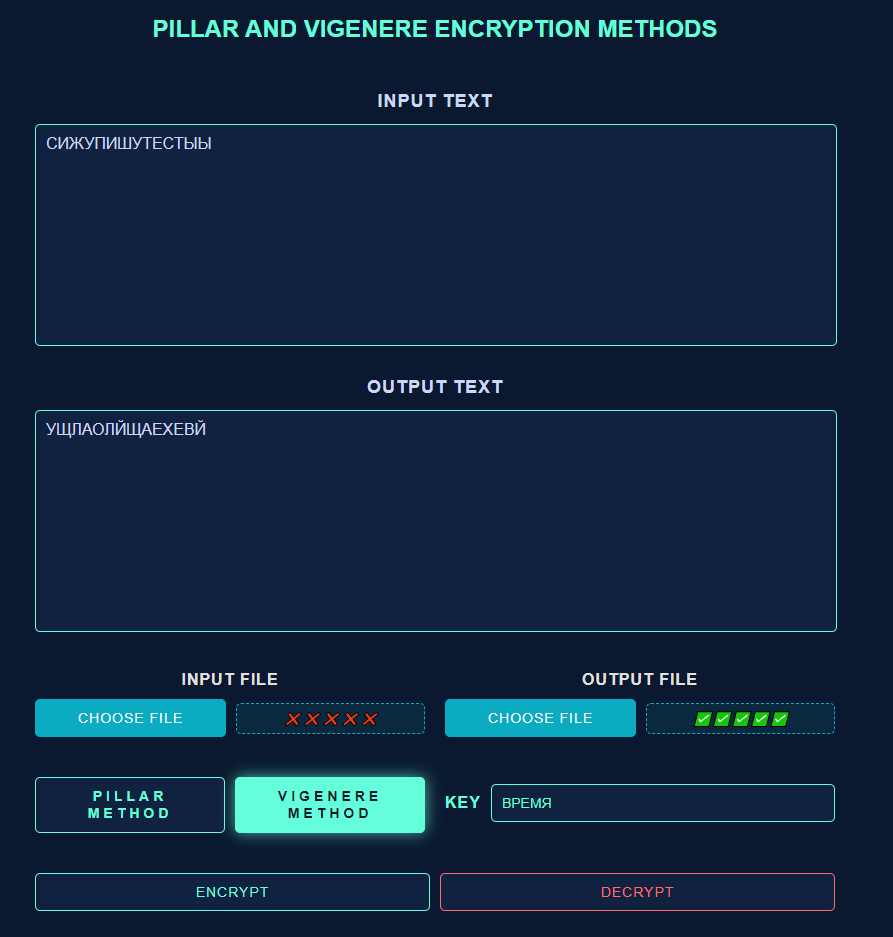 PILLAR AND VIGENERE ENCRYPTION METHODS
INPUT TEXT
СИЖУПИШУТЕСТЫЫ
OUTPUT TEXT
УЩЛАОЛЙЩАЕХЕВЙ
INPUT FILE
OUTPUT FILE
CHOOSE FILE
CHOOSE FILE
PILLAR
METHOD
VIGENERE
METHOD
KEY
ВРЕМЯ
ENCRYPT
DECRYPT